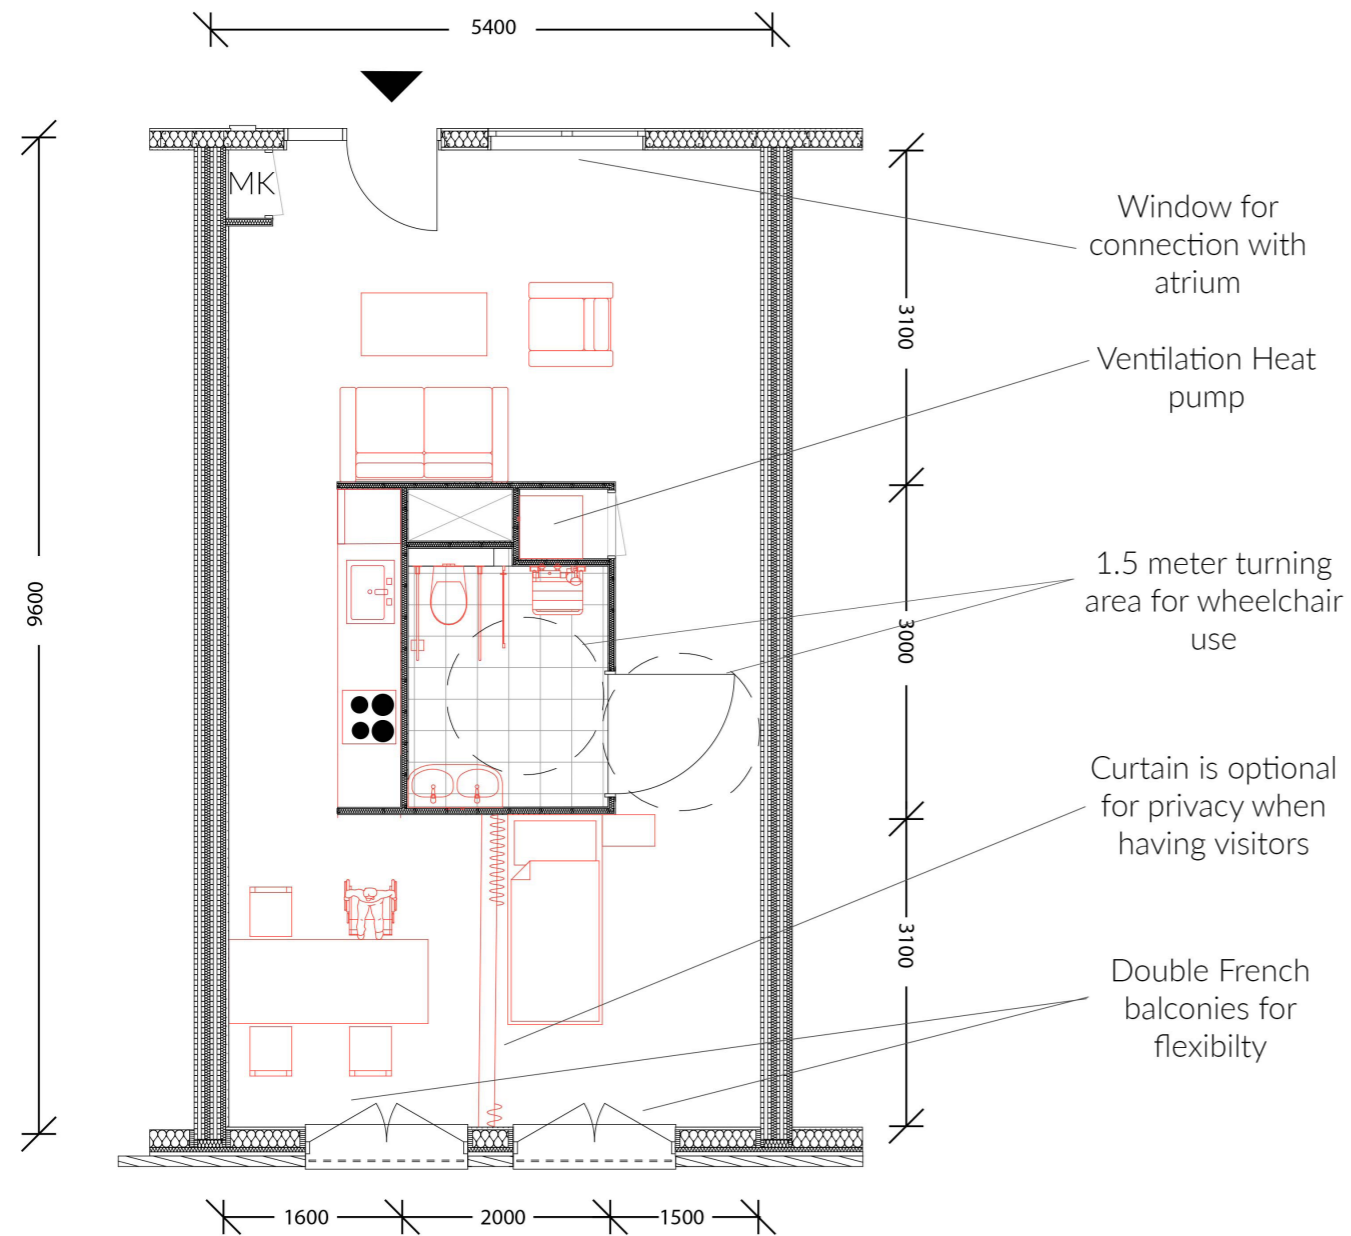 5400
MK
Window for
connection with
atrium
3100
Ventilation Heat
pump
1.5 meter turning
area for wheelchair
use
9600
3000
Curtain is optional
for privacy when
having visitors
3100
Double French
balconies for
flexibilty
1600
2000
1500